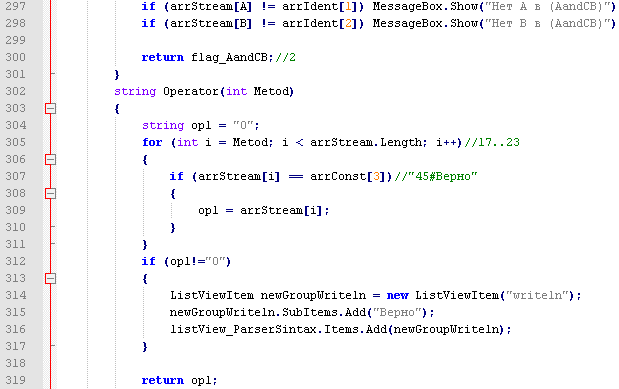 297 if (arrStream[A] != arrIdent[1]) MessageBox.Show("Нет A в (AandCB)")
298 if (arrStream[B] != arrIdent[2]) MessageBox.Show("Нет B в (AandCB)")
299
300 return flag_AandCB;//2
301 }
302 string Operator(int Metod)
303 {
304 string op1 = "0";
305 for (int i = Metod; i < arrStream.Length; i++)//17..23
306 {
307 if (arrStream[i] == arrConst[3])//"45#Верно"
308 {
309 op1 = arrStream[i];
310 }
311 }
312 if (op1!="0")
313 {
314 ListViewItem newGroupWriteln = new ListViewItem("writeln");
315 newGroupWriteln.SubItems.Add("Верно");
316 listView_ParserSintax.Items.Add(newGroupWriteln);
317 }
318
319 return op1;